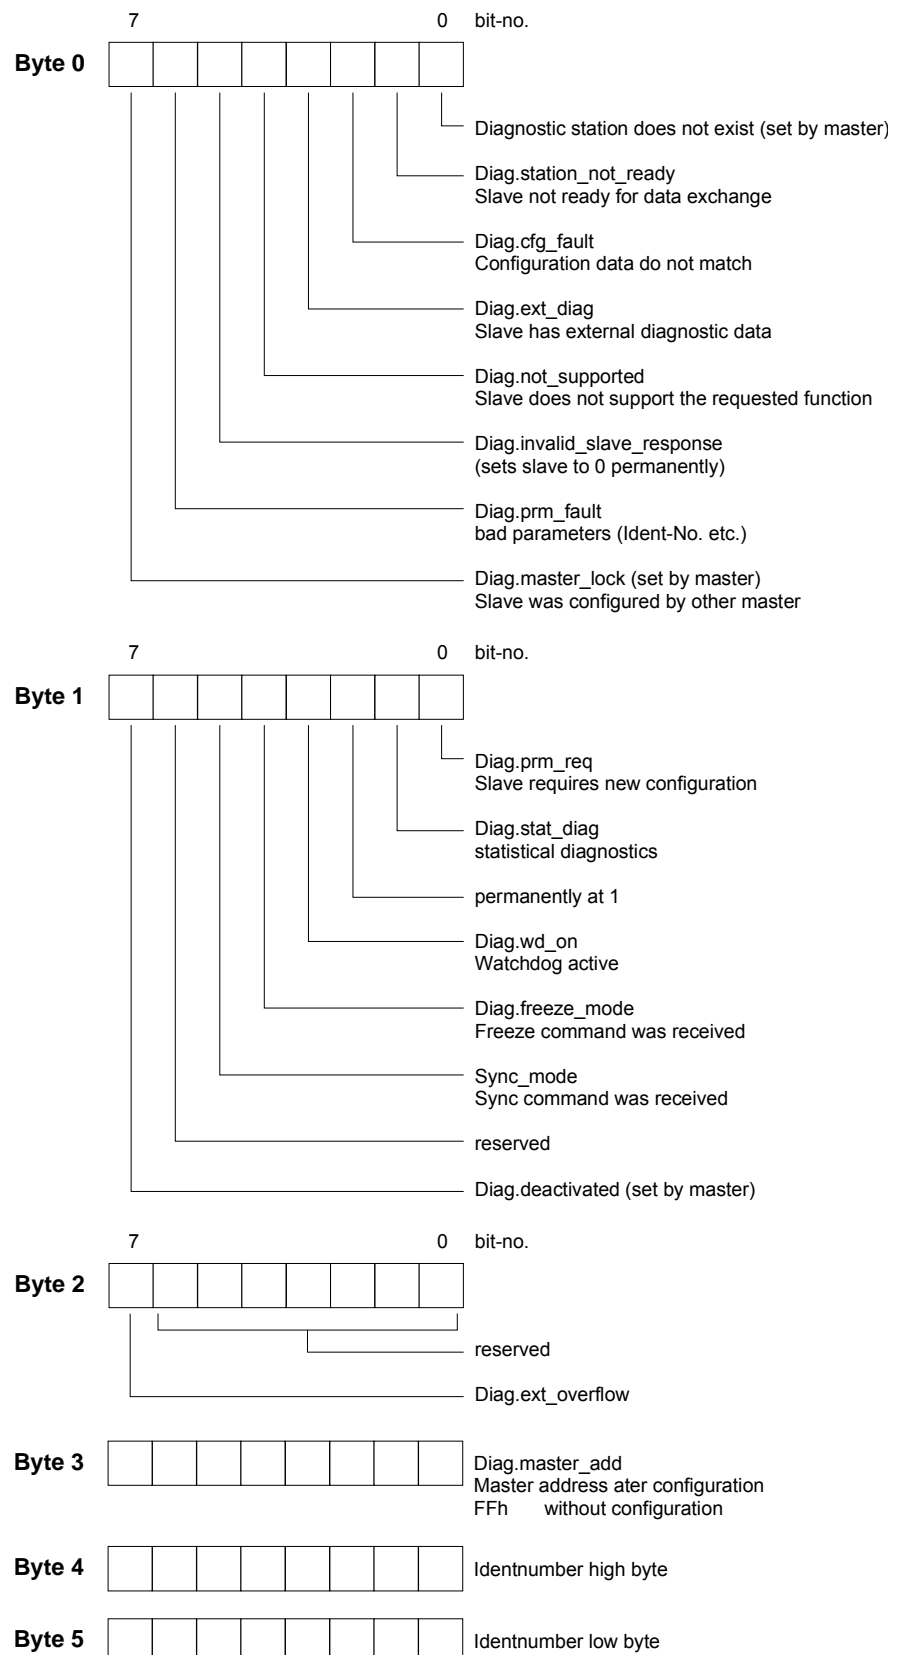 7 0 bit-no.
Byte 0
Diagnostic station does not exist (set by master)
Diag.station_not_ready
Slave not ready for data exchange
Diag.cfg_fault
Configuration data do not match
Diag.ext_diag
Slave has external diagnostic data
Diag.not_supported
Slave does not support the requested function
Diag.invalid_slave_response
(sets slave to 0 permanently)
Diag.prm_fault
bad parameters (Ident-No. etc.)
Diag.master_lock (set by master)
Slave was configured by other master
7 0 bit-no.
Byte 1
Diag.prm_req
Slave requires new configuration
Diag.stat_diag
statistical diagnostics
permanently at 1
Diag.wd_on
Watchdog active
Diag.freeze_mode
Freeze command was received
Sync_mode
Sync command was received
reserved
Diag.deactivated (set by master)
7 0 bit-no.
Byte 2
reserved
Diag.ext_overflow
Byte 3 Diag.master_add
Master address ater configuration
FFh without configuration
Byte 4 Identnumber high byte
Byte 5 Identnumber low byte